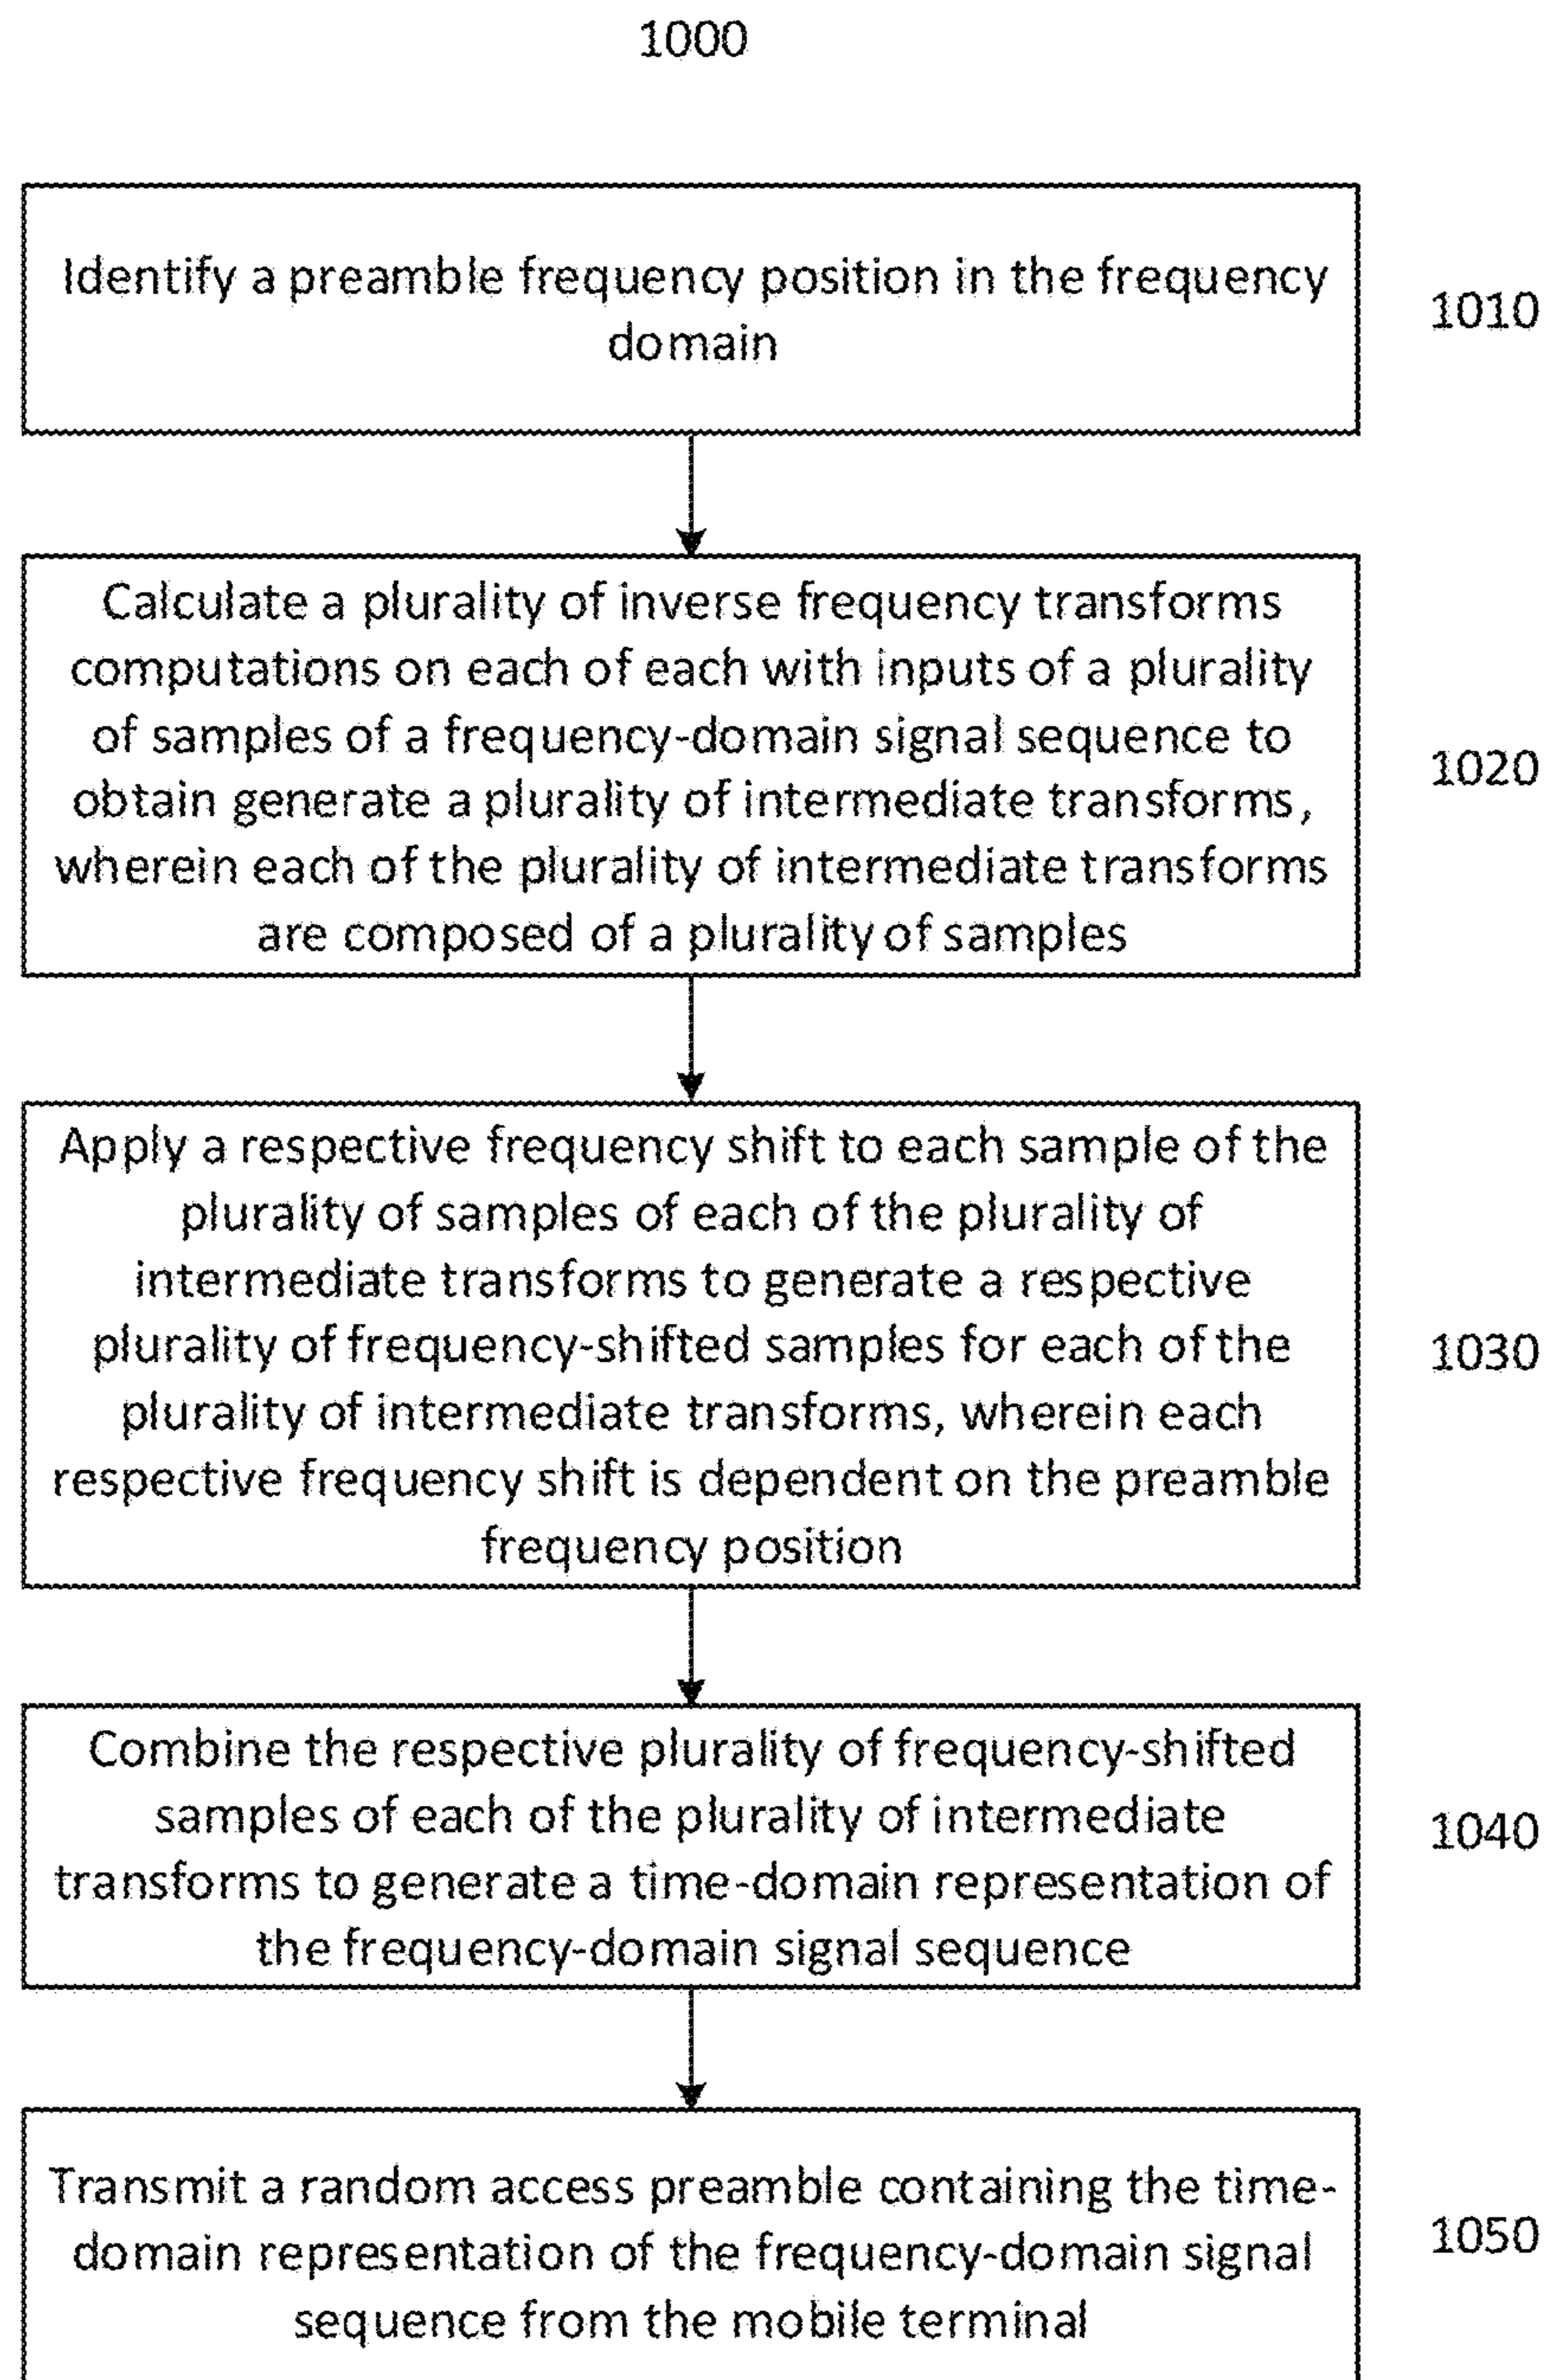 1000
Identify a preamble frequency position in the frequency
domain
1010
Calculate a plurality of inverse frequency transforms
computations on each of each with inputs of a plurality
of samples of a frequency-domain signal sequence to
obtain generate a plurality of intermediate transforms,
wherein each of the plurality of intermediate transforms
are composed of a plurality of samples
1020
Apply a respective frequency shift to each sample of the
plurality of samples of each of the plurality of
intermediate transforms to generate a respective
plurality of frequency-shifted samples for each of the
plurality of intermediate transforms, wherein each
respective frequency shift is dependent on the preamble
frequency position
1030
Combine the respective plurality of frequency-shifted
samples of each of the plurality of intermediate
transforms to generate a time-domain representation of
the frequency-domain signal sequence
1040
Transmit a random access preamble containing the time-
domain representation of the frequency-domain signal
sequence from the mobile terminal
1050